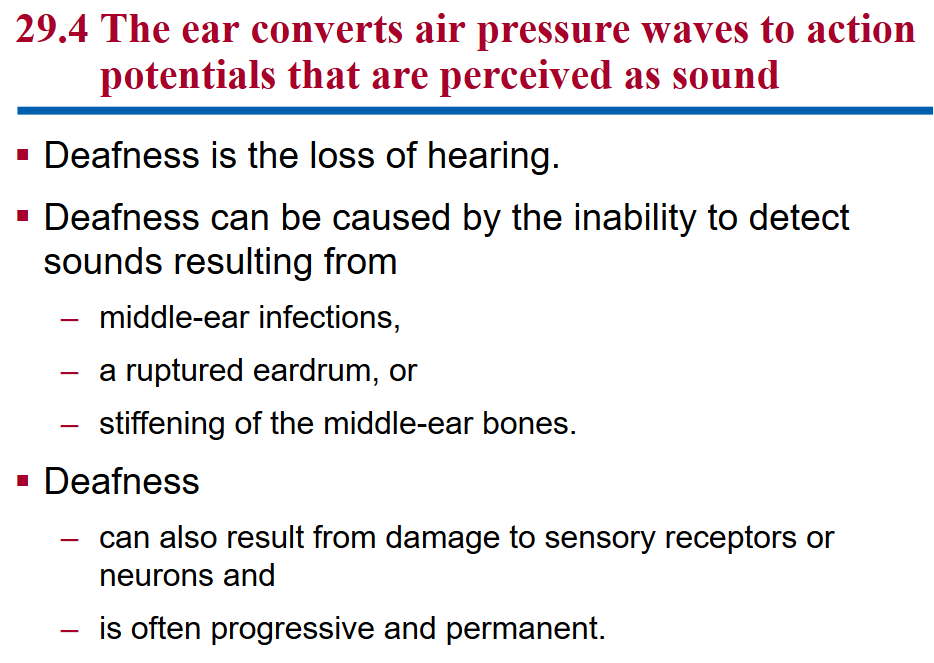 29.4 The ear converts air pressure waves to action
potentials that are perceived as sound
▪ Deafness is the loss of hearing.
▪ Deafness can be caused by the inability to detect
sounds resulting from
– middle-ear infections,
– a ruptured eardrum, or
– stiffening of the middle-ear bones.
▪ Deafness
– can also result from damage to sensory receptors or
neurons and
– is often progressive and permanent.